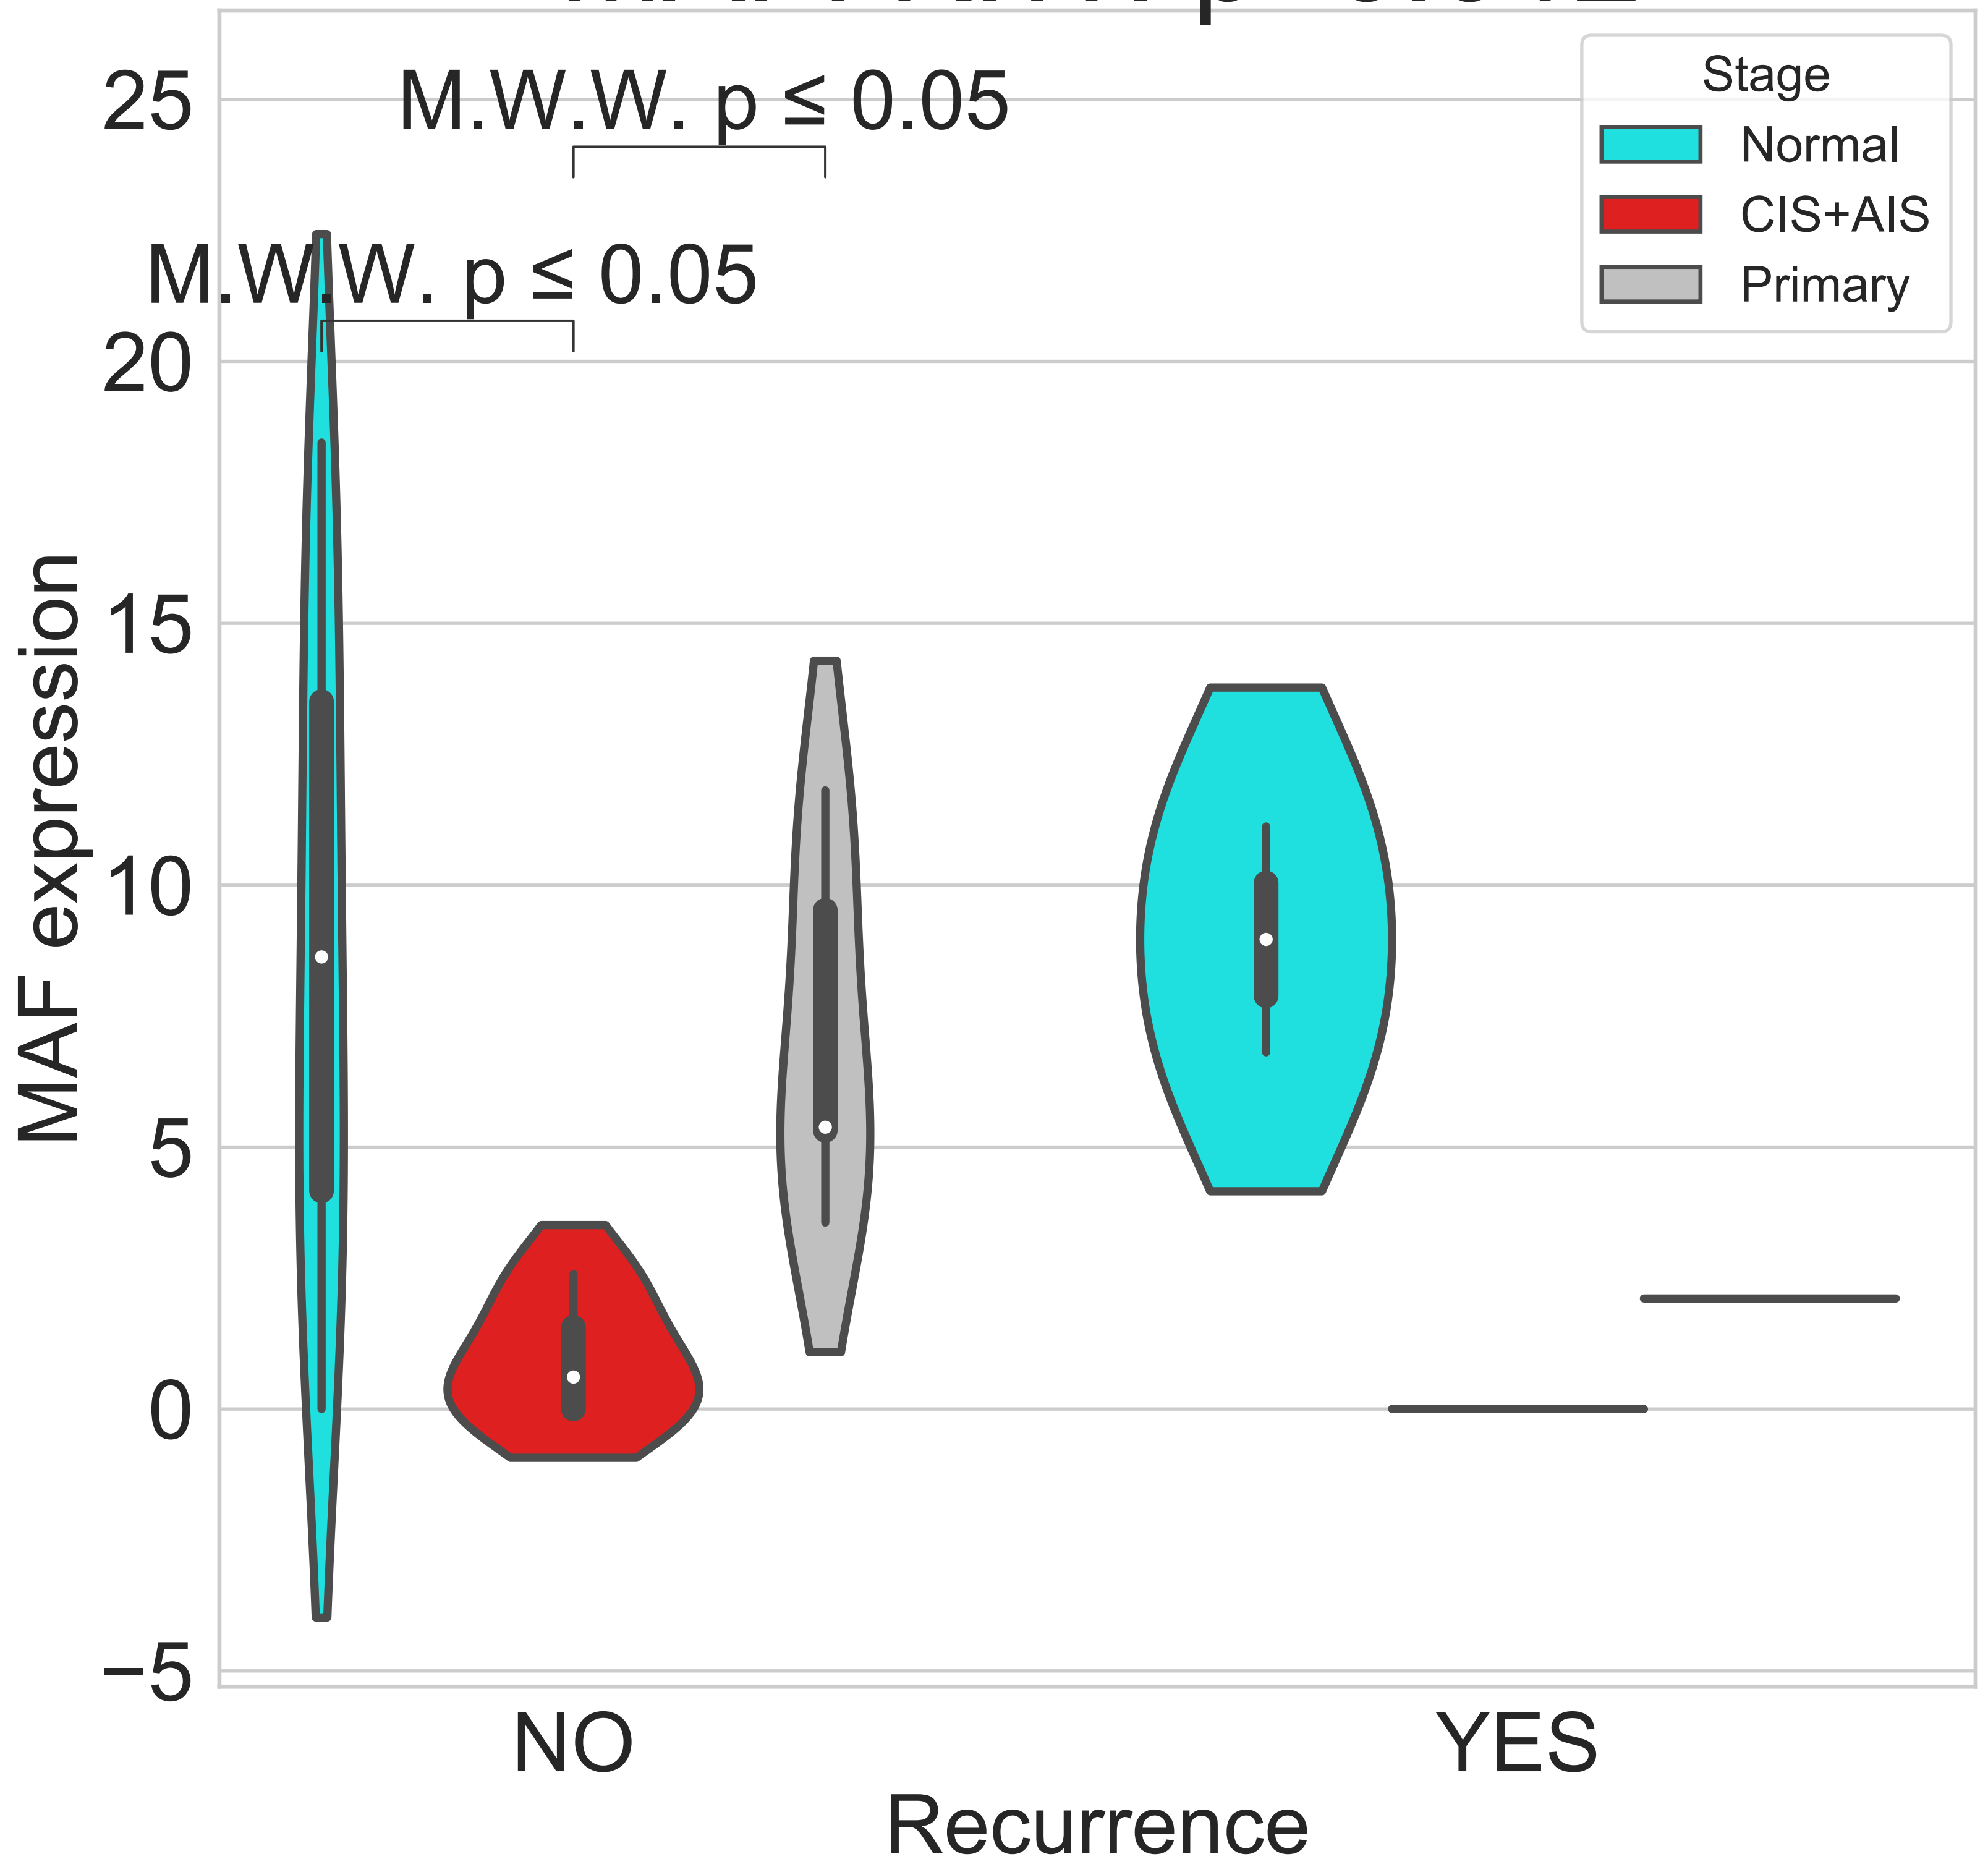 25
M.W.W. p ≤ 0.05
Stage
Normal
CIS+AIS
Primary
M.W.W. p ≤ 0.05
20
15
10
5
0
−5
MAF expression
NO
YES
Recurrence